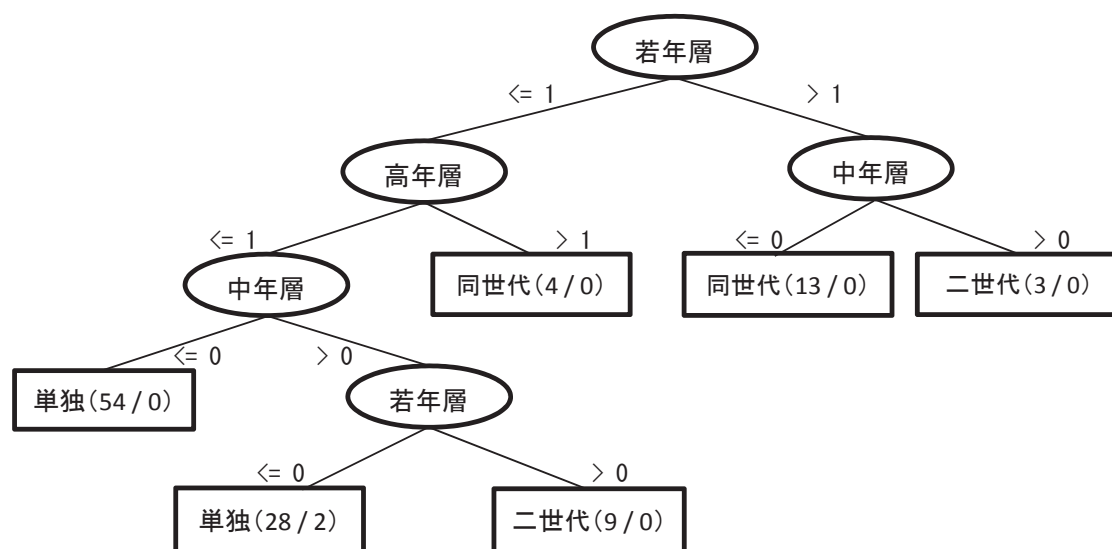 若年層
<= 1
> 1
高年層
中年層
<= 1
> 1
<= 0
> 0
中年層
同世代(4 / 0)
同世代(13 / 0)
二世代(3 / 0)
<= 0
> 0
単独(54 / 0)
若年層
<= 0
> 0
単独(28 / 2)
二世代(9 / 0)